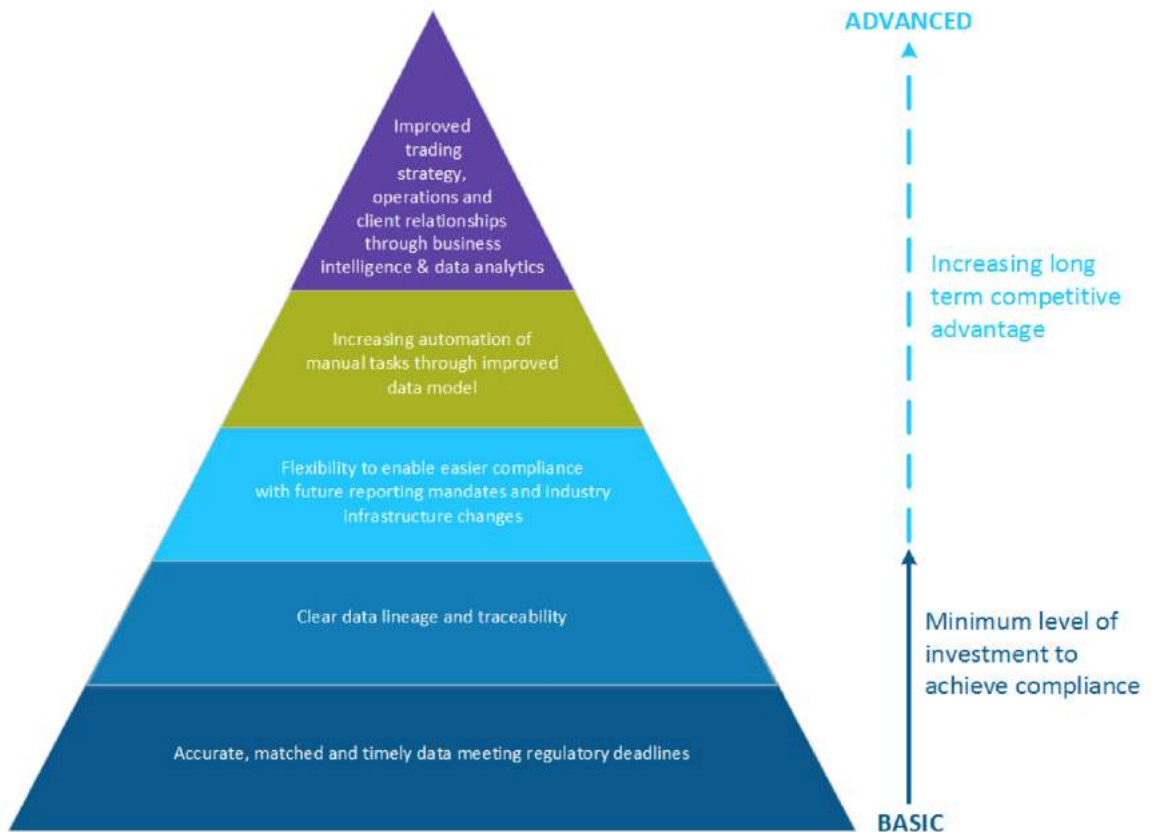 ADVANCED
Improved
trading
strategy,
operations and
client relationships
through business
intelligence & data analytics
Increasing long
term competitive
advantage
Increasing automation of
manual tasks through improved
data model
Flexibility to enable easier compliance
with future reporting mandates and industry
infrastructure changes
Clear data lineage and traceability
Minimum level of
investment to
achieve compliance
Accurate, matched and timely data meeting regulatory deadlines
BASIC